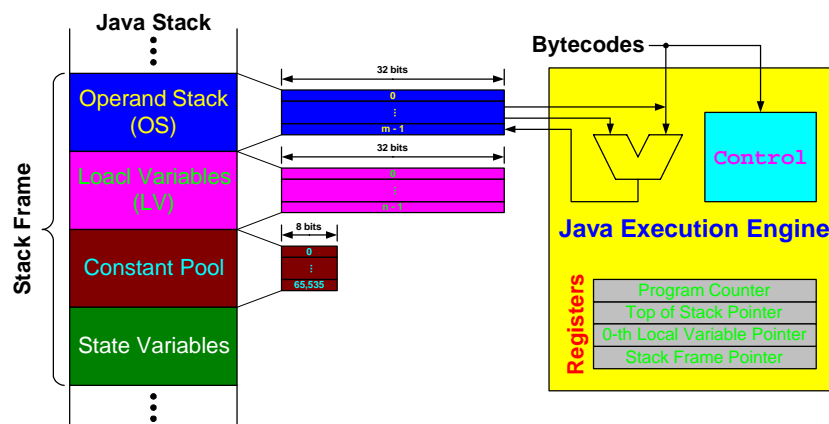 Java Stack
Stack Frame
Operand Stack
(OS)
Loacl Variables
(LV)
Constant Pool
State Variables
32 bits
0
m - 1
32 bits
0
n - 1
8 bits
0
65,535
Bytecodes
Control
Java Execution Engine
Registers
Program Counter
Top of Stack Pointer
0-th Local Variable Pointer
Stack Frame Pointer